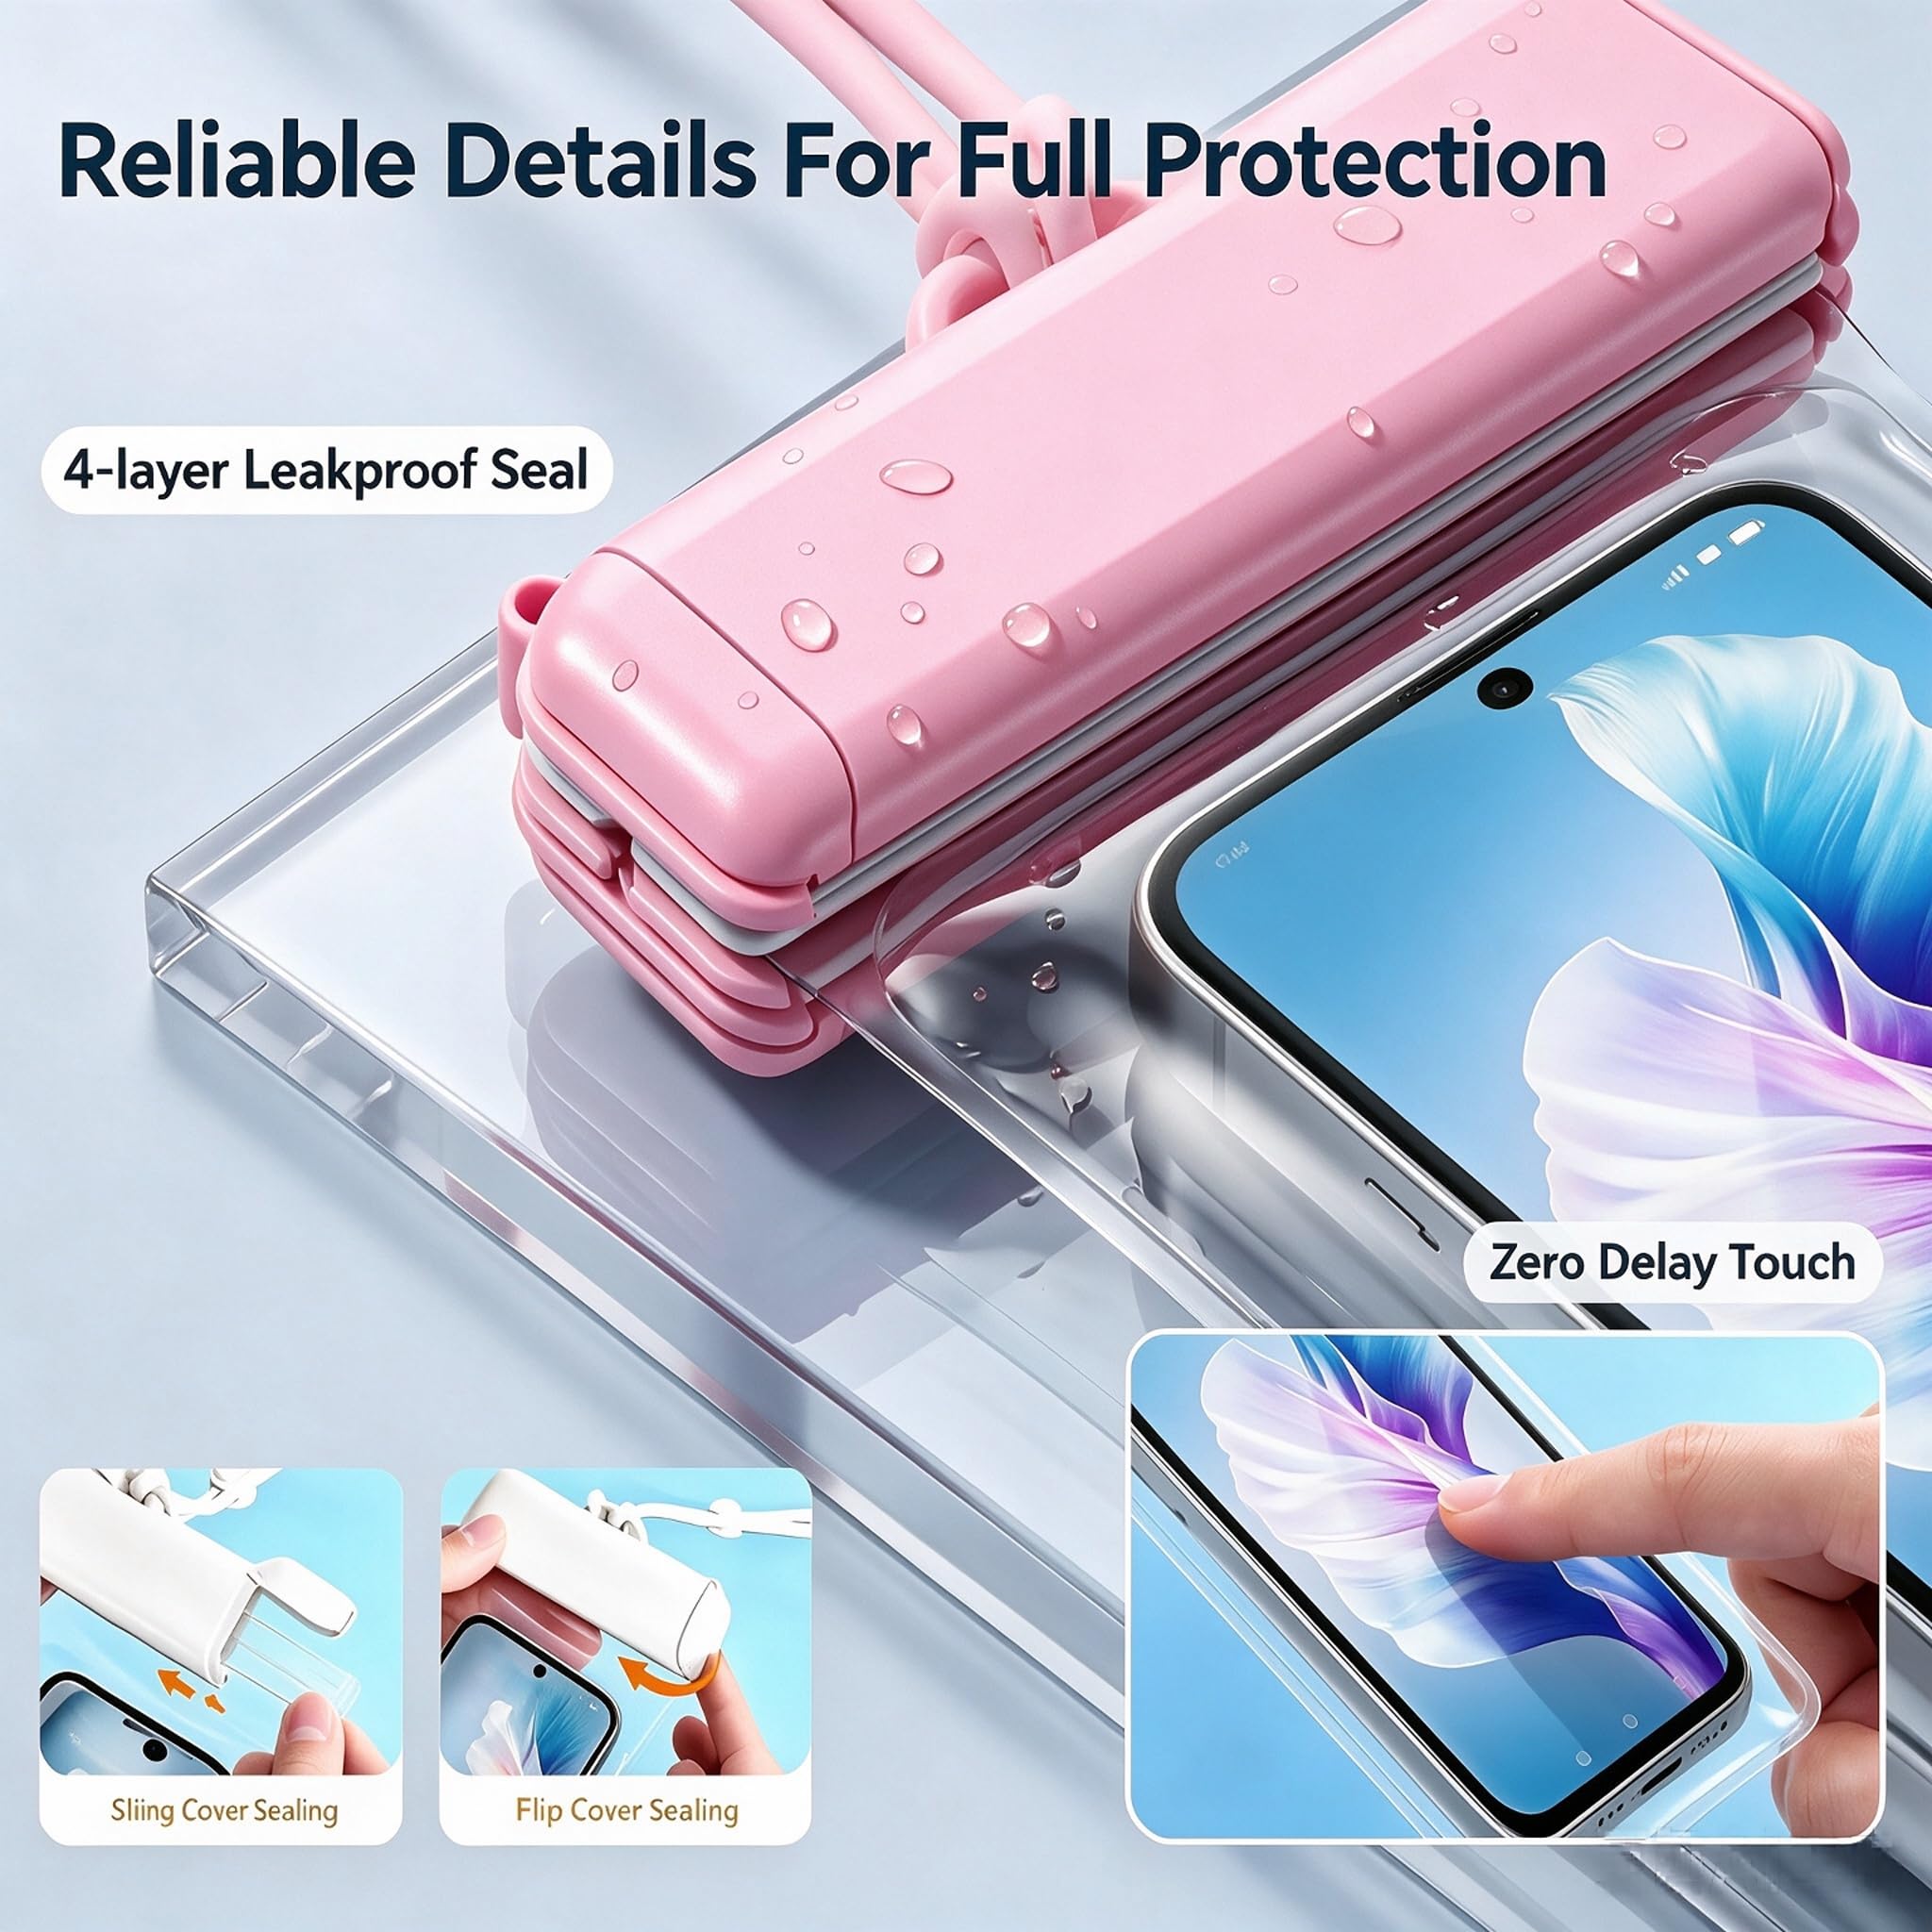 Reliable Details For Full Protection
4-layer Leakproof Seal
Zero Delay Touch
Sliing Cover Sealing
Flip Cover Sealing